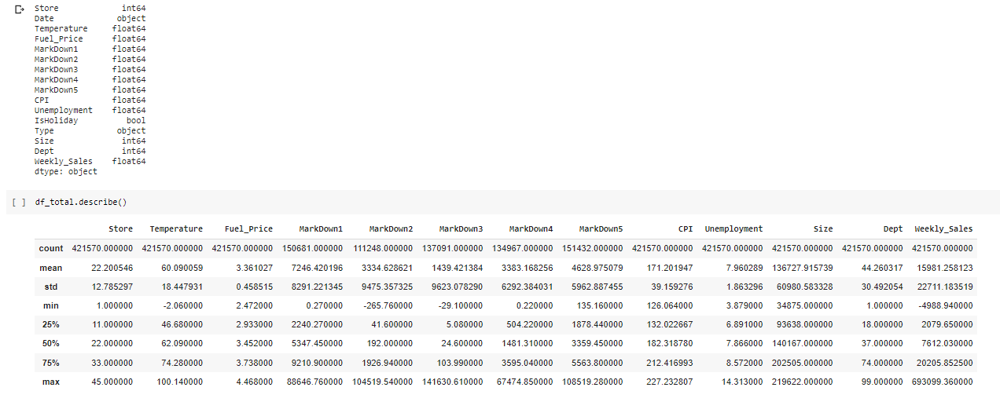 Store int64
Date object
Temperature float64
Fuel_Price float64
MarkDown1 float64
MarkDown2 float64
MarkDown3 float64
MarkDown4 float64
MarkDown5 float64
CPI float64
Unemployment float64
IsHoliday bool
Type object
Size int64
Dept int64
Weekly_Sales float64
dtype: object
[ ] df_total.describe()
Store Temperature Fuel_Price MarkDown1 MarkDown2 MarkDown3 MarkDown4 MarkDown5 CPI Unemployment Size Dept Weekly_Sales
count 421570.000000 421570.000000 421570.000000 150681.000000 111248.000000 137091.000000 134967.000000 151432.000000 421570.000000 421570.000000 421570.000000 421570.000000 421570.000000
mean 22.200546 60.090059 3.361027 7246.420196 3334.628621 1439.421384 3383.168256 4628.975079 171.201947 7.960289 136727.915739 44.260317 15981.258123
std 12.785297 18.447931 0.458515 8291.221345 9475.357325 9623.078290 6292.384031 5962.887455 39.159276 1.863296 60980.583328 30.492054 22711.183519
min 1.000000 -2.060000 2.472000 0.270000 -265.760000 -29.100000 0.220000 135.160000 126.064000 3.879000 34875.000000 1.000000 -4988.940000
25% 11.000000 46.680000 2.933000 2240.270000 41.600000 5.080000 504.220000 1878.440000 132.022667 6.891000 93638.000000 18.000000 2079.650000
50% 22.000000 62.090000 3.452000 5347.450000 192.000000 24.600000 1481.310000 3359.450000 182.318780 7.866000 140167.000000 37.000000 7612.030000
75% 33.000000 74.280000 3.738000 9210.900000 1926.940000 103.990000 3595.040000 5563.800000 212.416993 8.572000 202505.000000 74.000000 20205.852500
max 45.000000 100.140000 4.468000 88646.760000 104519.540000 141630.610000 67474.850000 108519.280000 227.232807 14.313000 219622.000000 99.000000 693099.360000